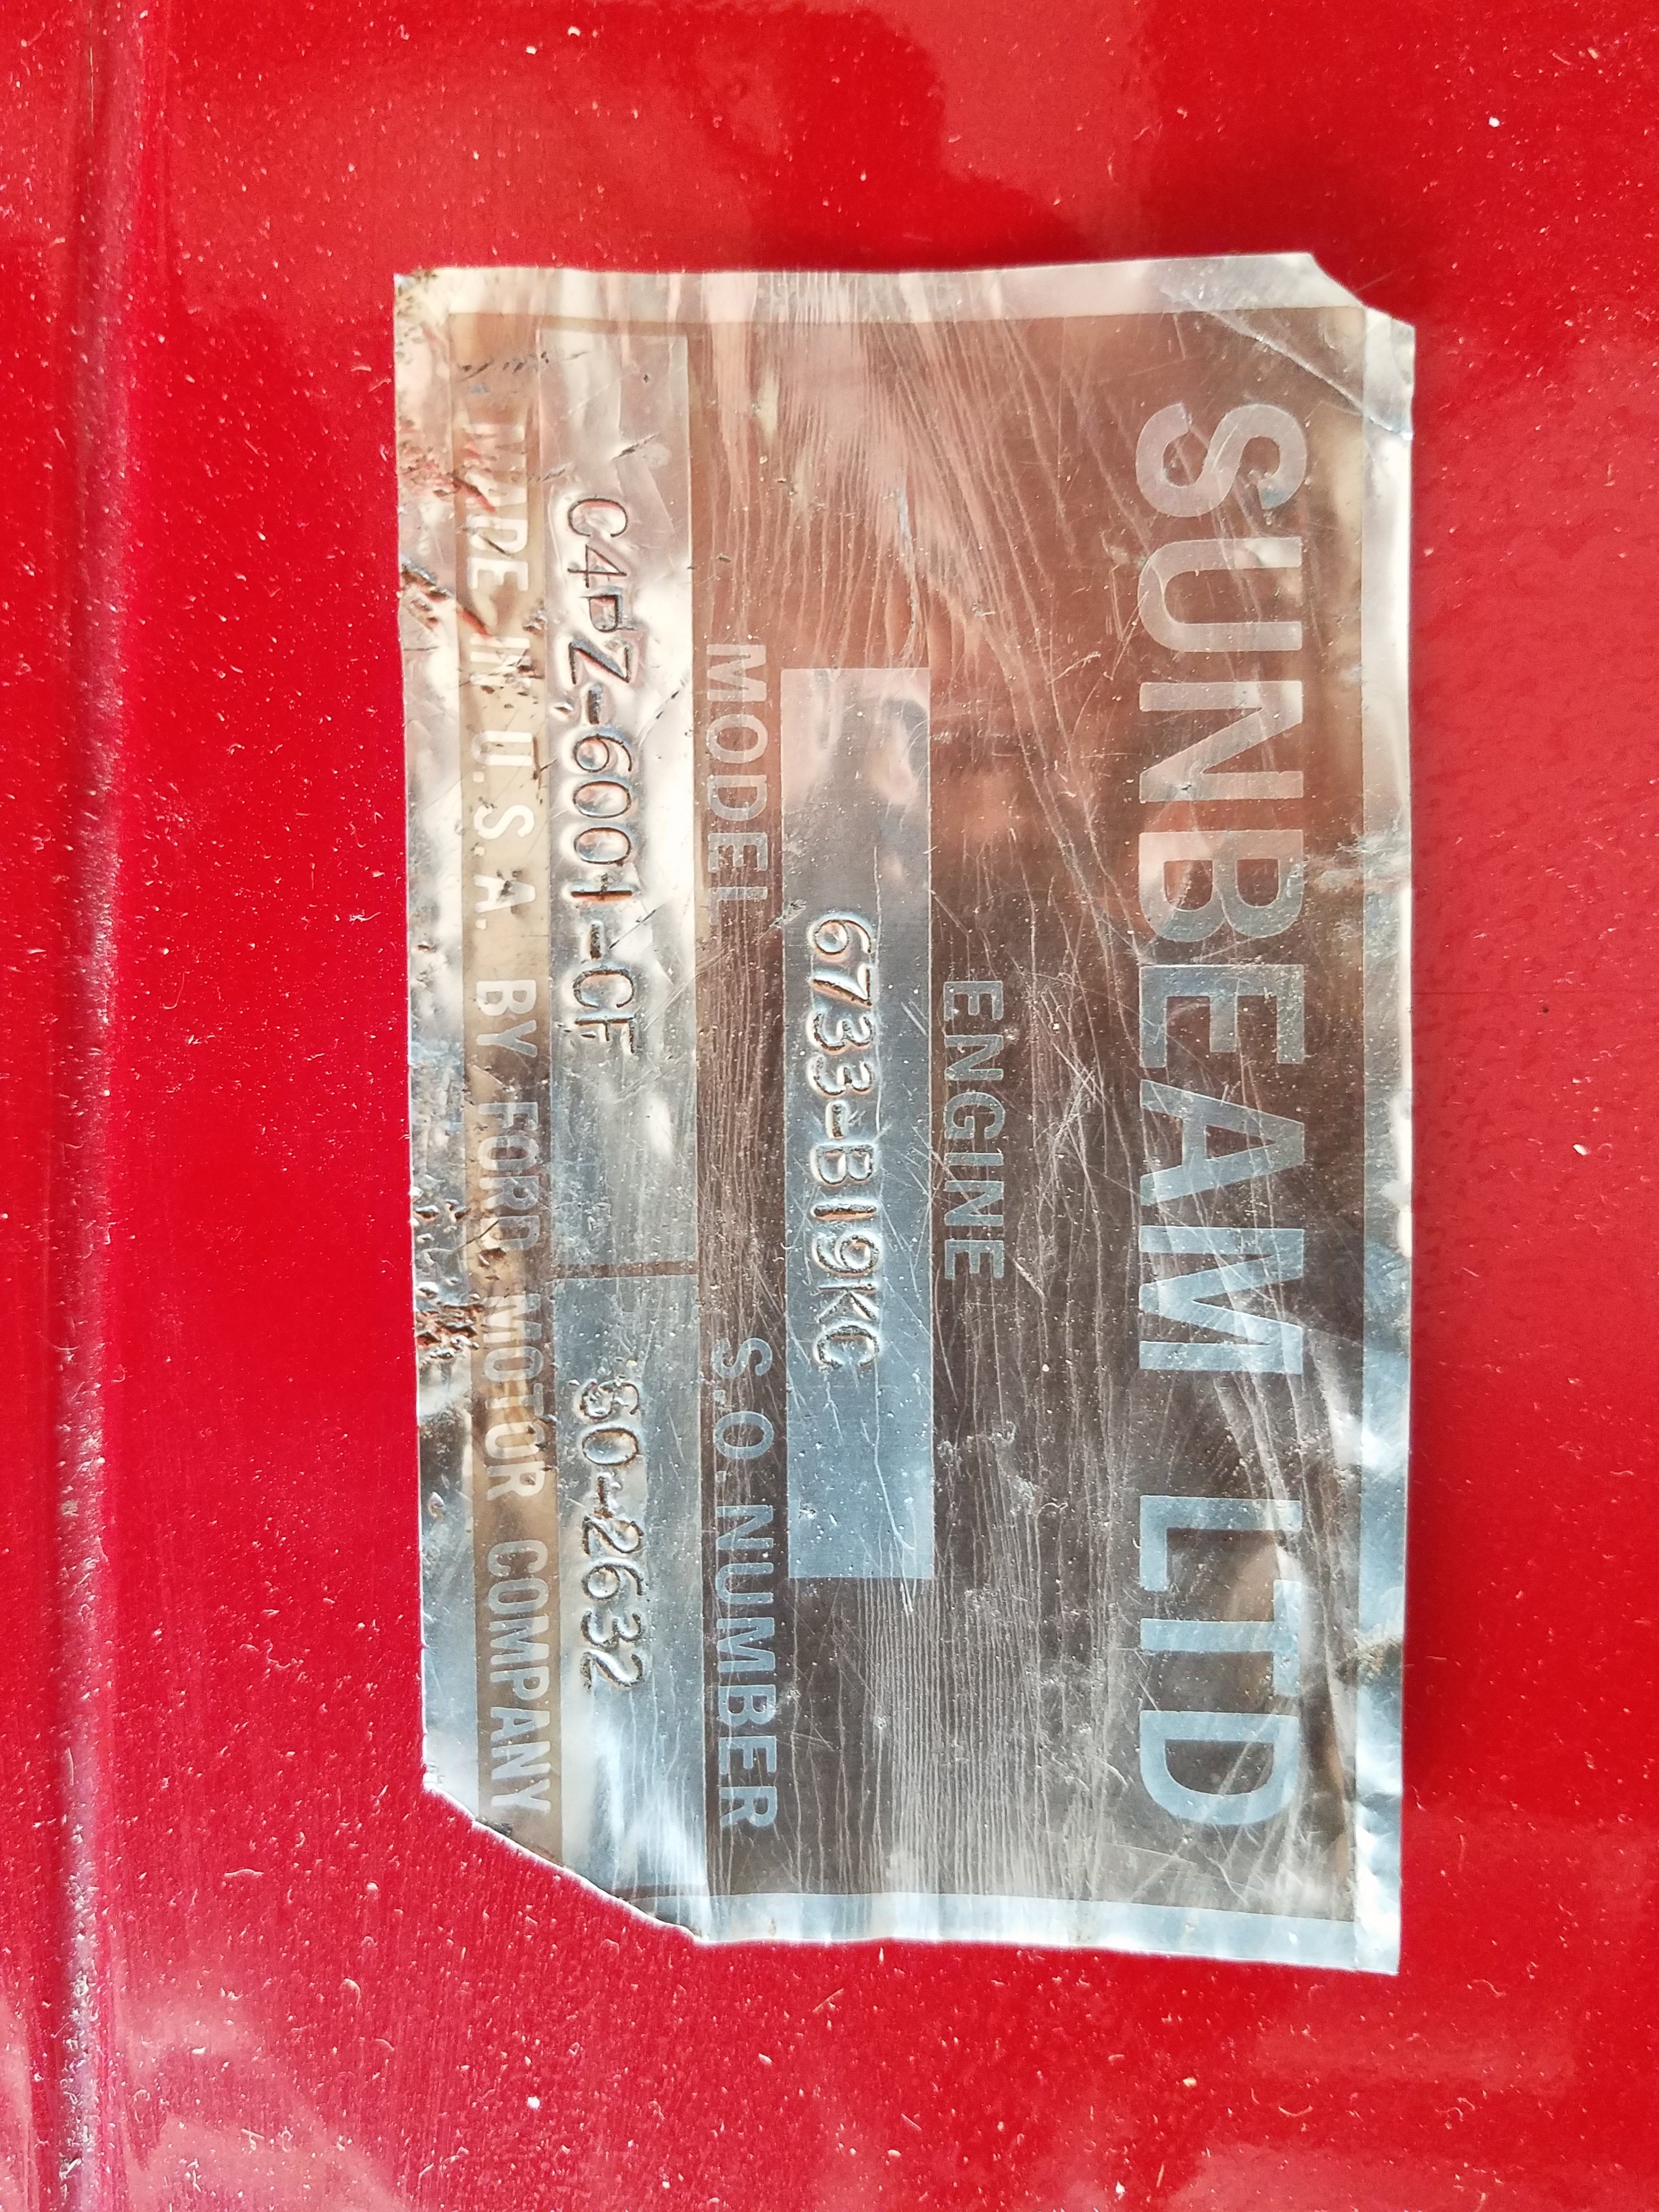 SUNBEAM LTD
ENGINE
6733-B19KC
MODEL S.O. NUMBER
C4PZ-6001-CF SO-2632
MADE IN U.S.A. BY FORD MOTOR COMPANY